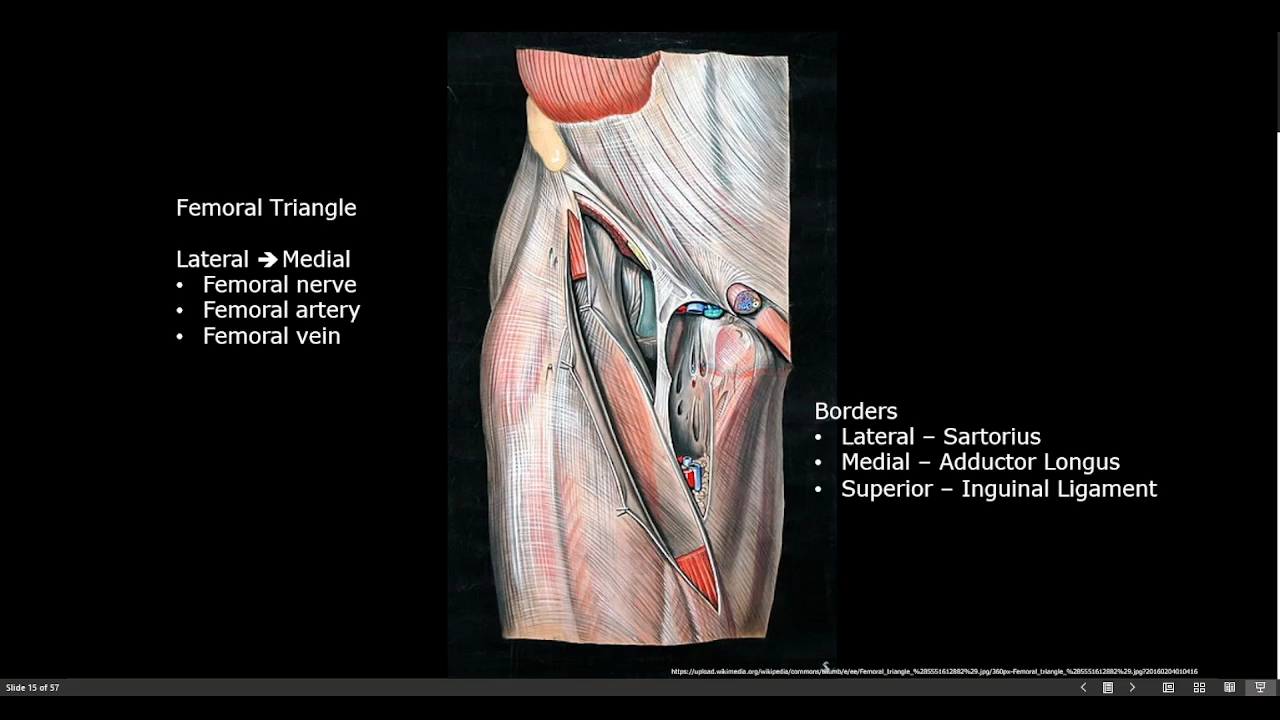 Femoral Triangle
Lateral ➔ Medial
• Femoral nerve
• Femoral artery
• Femoral vein
Borders
• Lateral – Sartorius
• Medial – Adductor Longus
• Superior – Inguinal Ligament
Slide 15 of 57